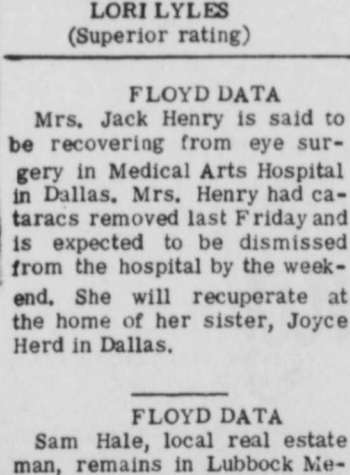 LORI LYLES
(Superior rating)
FLOYD DATA
Mrs. Jack Henry is said to
be recovering from eye sur-
gery in Medical Arts Hospital
in Dallas. Mrs. Henry had ca-
taracs removed last Friday and
is expected to be dismissed
from the hospital by the week-
end. She will recuperate at
the home of her sister, Joyce
Herd in Dallas.
FLOYD DATA
Sam Hale, local real estate
man, remains in Lubbock Me-